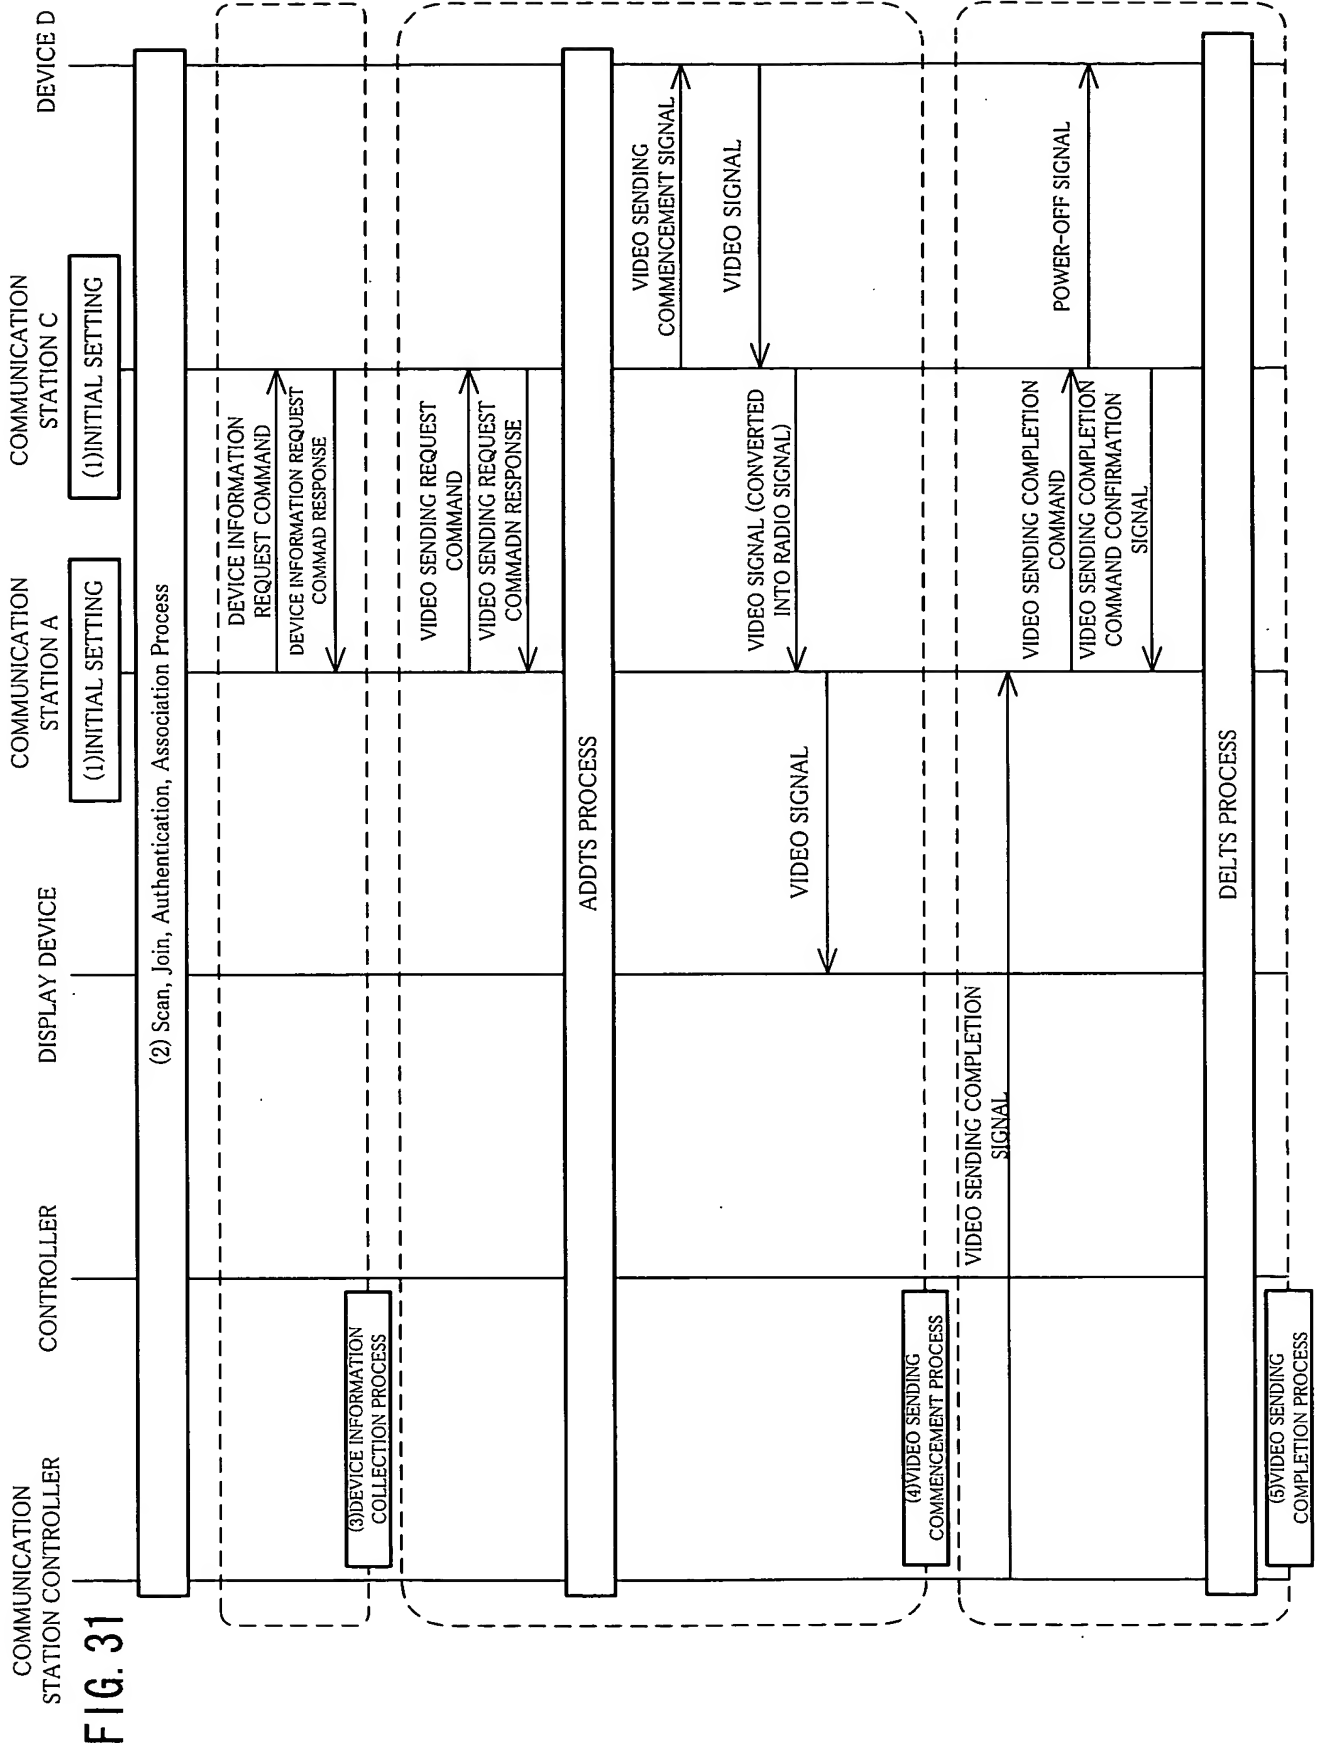 FIG. 31
COMMUNICATION
STATION CONTROLLER
CONTROLLER
DISPLAY DEVICE
COMMUNICATION
STATION A
COMMUNICATION
STATION C
DEVICE D
(1)INITIAL SETTING
(1)INITIAL SETTING
(2) Scan, Join, Authentication, Association Process
DEVICE INFORMATION
REQUEST COMMAND
DEVICE INFORMATION REQUEST
COMMAD RESPONSE
(3)DEVICE INFORMATION
COLLECTION PROCESS
VIDEO SENDING REQUEST
COMMAND
VIDEO SENDING REQUEST
COMMADN RESPONSE
ADDTS PROCESS
VIDEO SENDING
COMMENCEMENT SIGNAL
VIDEO SIGNAL
VIDEO SIGNAL (CONVERTED
INTO RADIO SIGNAL)
VIDEO SIGNAL
(4)VIDEO SENDING
COMMENCEMENT PROCESS
VIDEO SENDING COMPLETION
SIGNAL
VIDEO SENDING COMPLETION
COMMAND
POWER-OFF SIGNAL
VIDEO SENDING COMPLETION
COMMAND CONFIRMATION
SIGNAL
DELTS PROCESS
(5)VIDEO SENDING
COMPLETION PROCESS